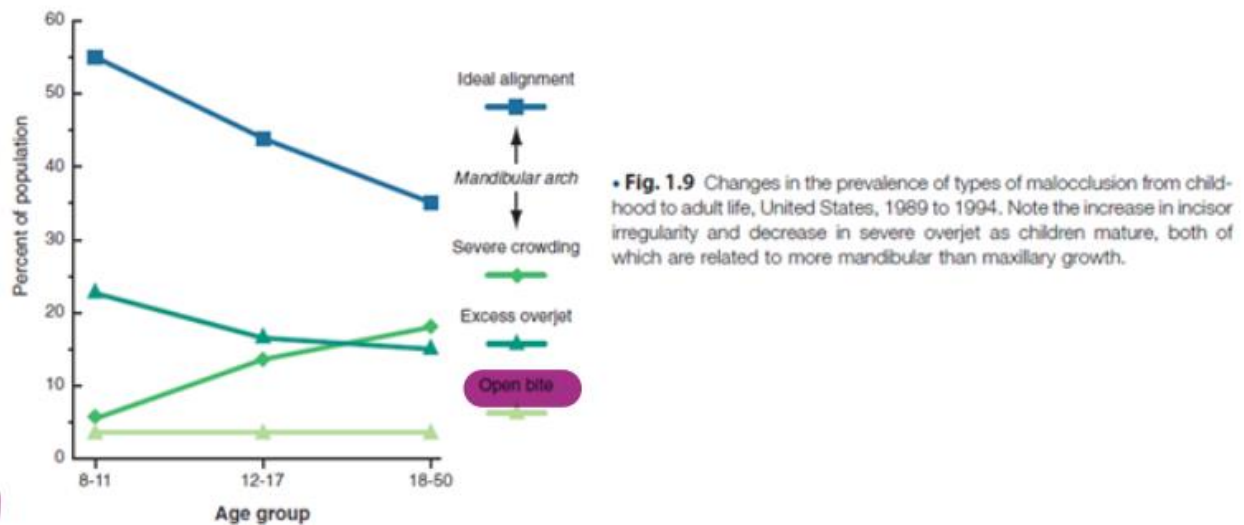 60
50
40
30
20
10
0
Percent of population
8-11
12-17
18-50
Age group
Ideal alignment
Mandibular arch
Severe crowding
Excess overjet
Open bite
• Fig. 1.9 Changes in the prevalence of types of malocclusion from child-
hood to adult life, United States, 1989 to 1994. Note the increase in incisor
irregularity and decrease in severe overjet as children mature, both of
which are related to more mandibular than maxillary growth.